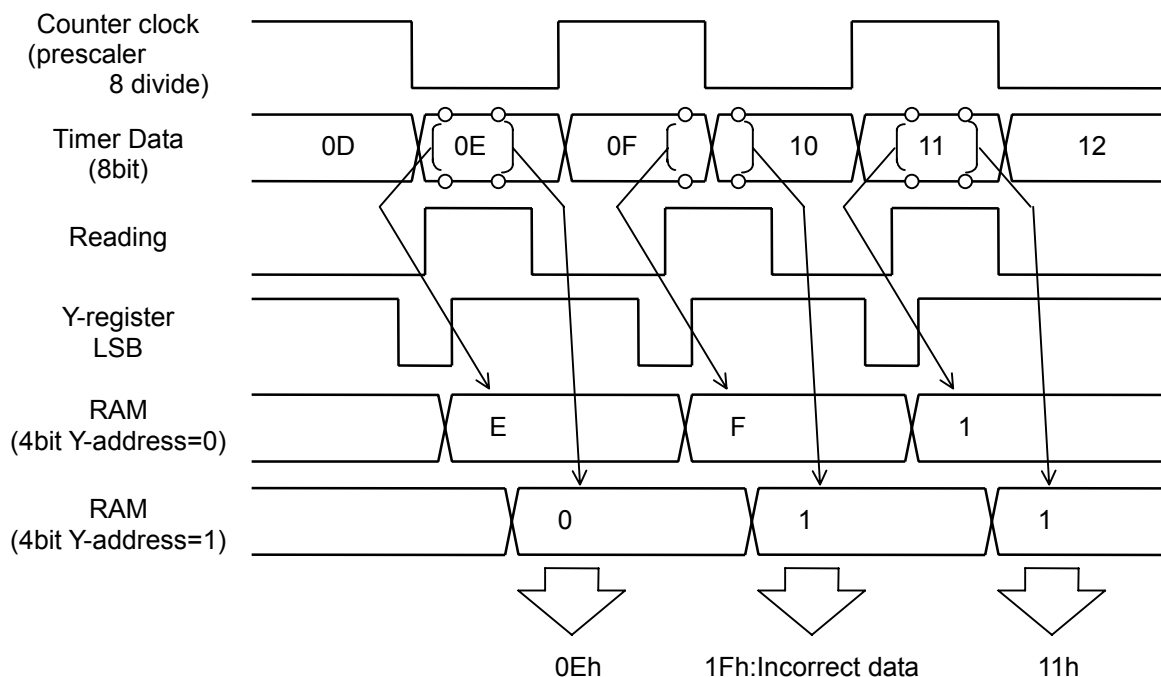 Counter clock
(prescaler
8 divide)
Timer Data
(8bit)
0D 0E 0F 10 11 12
Reading
Y-register
LSB
RAM
(4bit Y-address=0)
E F 1
RAM
(4bit Y-address=1)
0 1 1
0Eh 1Fh:Incorrect data 11h